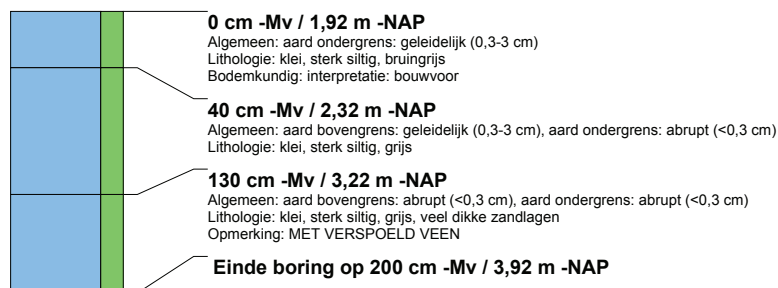 0 cm -Mv / 1,92 m -NAP
Algemeen: aard ondergrens: geleidelijk (0,3-3 cm)
Lithologie: klei, sterk siltig, bruingrijs
Bodemkundig: interpretatie: bouwvoor
40 cm -Mv / 2,32 m -NAP
Algemeen: aard bovengrens: geleidelijk (0,3-3 cm), aard ondergrens: abrupt (<0,3 cm)
Lithologie: klei, sterk siltig, grijs
130 cm -Mv / 3,22 m -NAP
Algemeen: aard bovengrens: abrupt (<0,3 cm), aard ondergrens: abrupt (<0,3 cm)
Lithologie: klei, sterk siltig, grijs, veel dikke zandlagen
Opmerking: MET VERSPOELD VEEN
Einde boring op 200 cm -Mv / 3,92 m -NAP